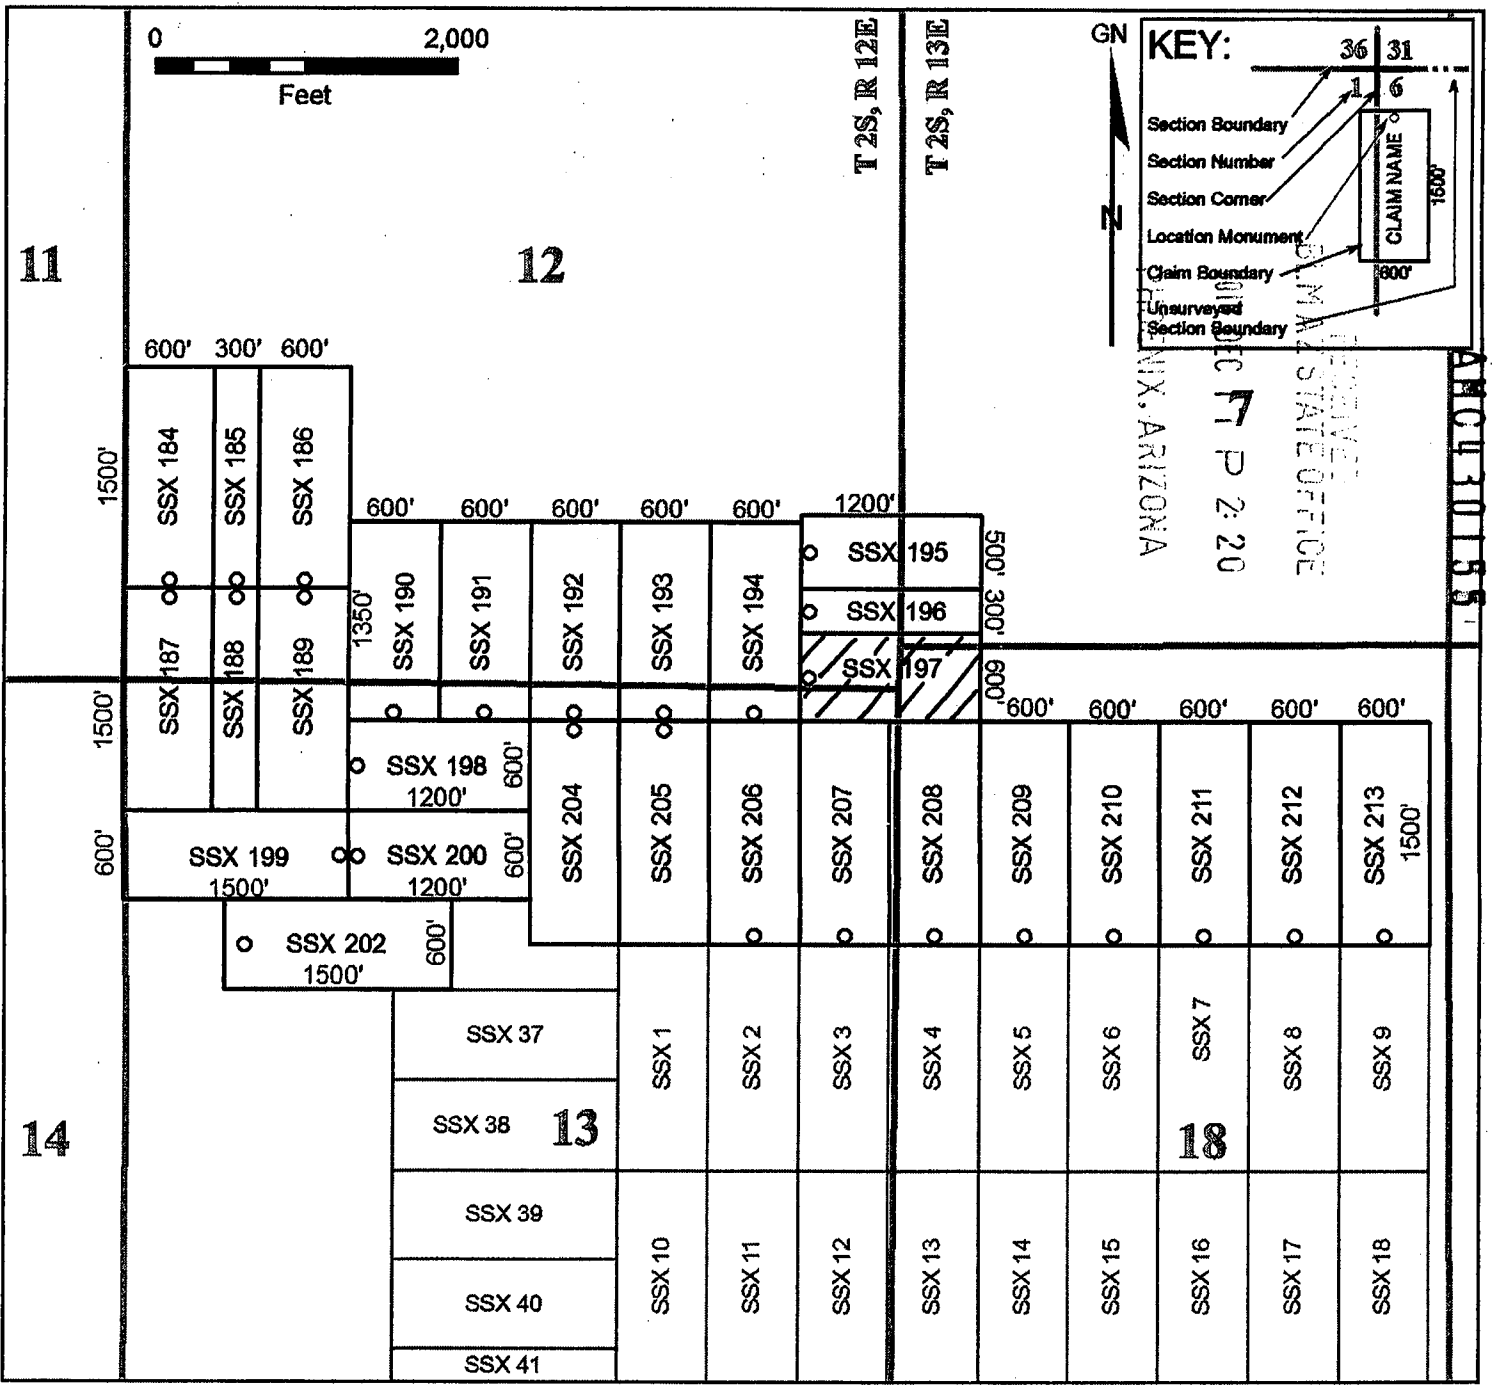 0 2,000
Feet
T 2S, R 12E
T 2S, R 13E
GN
N
KEY:
36 31
1 6
Section Boundary
Section Number
Section Corner
Location Monument
Claim Boundary
Unsurveyed
Section Boundary
CLAIM NAME
1500'
600'
11
12
7
STATE OFFICE
DEC 11 P 2:20
ARIZONA
AMC430155
600' 300' 600'
1500'
SSX 184
SSX 185
SSX 186
600' 600' 600' 600' 600' 1200'
1350'
SSX 190
SSX 191
SSX 192
SSX 193
SSX 194
SSX 195
500'
SSX 196
300'
SSX 197
600'
1500'
SSX 187
SSX 188
SSX 189
600' 600' 600' 600' 600'
SSX 198
1200'
600'
600'
SSX 199
1500'
SSX 200
1200'
600'
SSX 202
1500'
600'
SSX 204
SSX 205
SSX 206
SSX 207
SSX 208
SSX 209
SSX 210
SSX 211
SSX 212
SSX 213
1500'
SSX 37
SSX 1
SSX 2
SSX 3
SSX 4
SSX 5
SSX 6
SSX 7
SSX 8
SSX 9
14
SSX 38
13
18
SSX 39
SSX 40
SSX 41
SSX 10
SSX 11
SSX 12
SSX 13
SSX 14
SSX 15
SSX 16
SSX 17
SSX 18